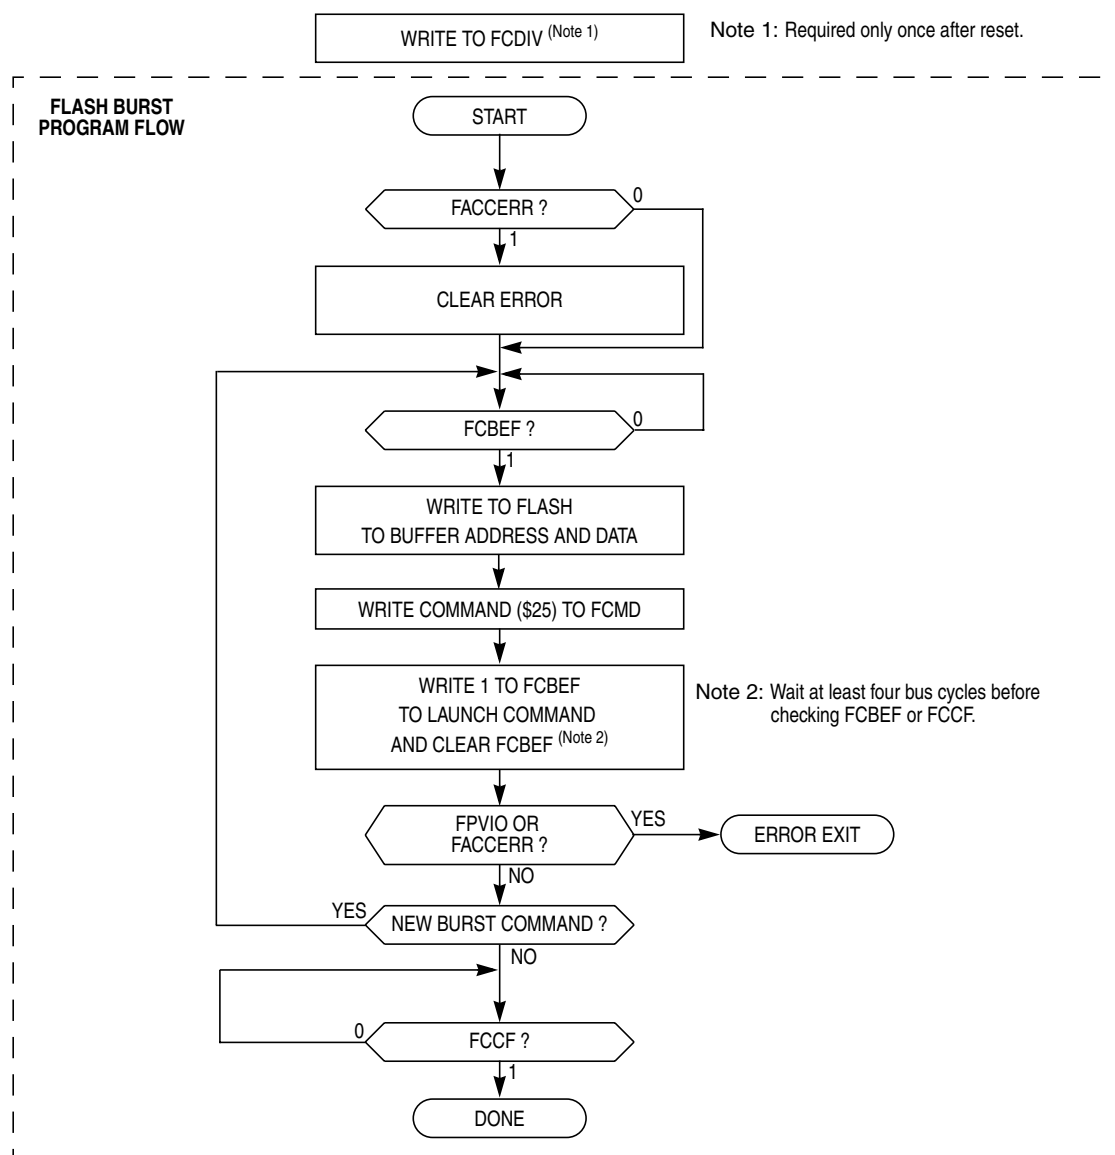 WRITE TO FCDIV (Note 1)
Note 1: Required only once after reset.
FLASH BURST
PROGRAM FLOW
START
FACCERR ?
0
1
CLEAR ERROR
FCBEF ?
0
1
WRITE TO FLASH
TO BUFFER ADDRESS AND DATA
WRITE COMMAND ($25) TO FCMD
WRITE 1 TO FCBEF
TO LAUNCH COMMAND
AND CLEAR FCBEF (Note 2)
Note 2: Wait at least four bus cycles before
checking FCBEF or FCCF.
FPVIO OR
FACCERR ?
YES
ERROR EXIT
NO
YES
NEW BURST COMMAND ?
NO
0
FCCF ?
1
DONE